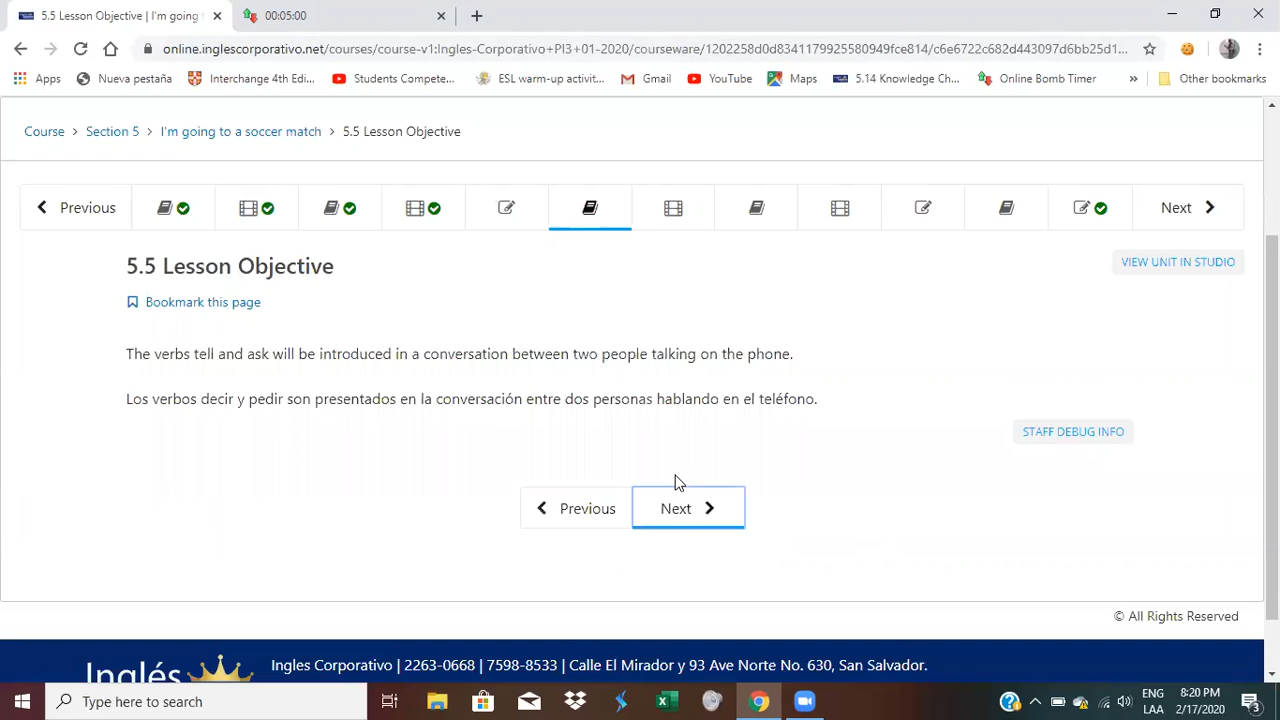 5.5 Lesson Objective | I'm going t
00:05:00
online.inglescorporativo.net/courses/course-v1:Ingles-Corporativo+PI3+01-2020/courseware/1202258d0d8341179925580949fce814/c6e6722c682d443097d6bb25d1...
Apps
Nueva pestaña
Interchange 4th Edi...
Students Compete...
ESL warm-up activit...
Gmail
YouTube
Maps
5.14 Knowledge Ch...
Online Bomb Timer
»
Other bookmarks
Course > Section 5 > I'm going to a soccer match > 5.5 Lesson Objective
Previous
Next
5.5 Lesson Objective
VIEW UNIT IN STUDIO
Bookmark this page
The verbs tell and ask will be introduced in a conversation between two people talking on the phone.
Los verbos decir y pedir son presentados en la conversación entre dos personas hablando en el teléfono.
STAFF DEBUG INFO
Previous
Next
© All Rights Reserved
Inglés
Ingles Corporativo | 2263-0668 | 7598-8533 | Calle El Mirador y 93 Ave Norte No. 630, San Salvador.
Type here to search
ENG
LAA
8:20 PM
2/17/2020
3